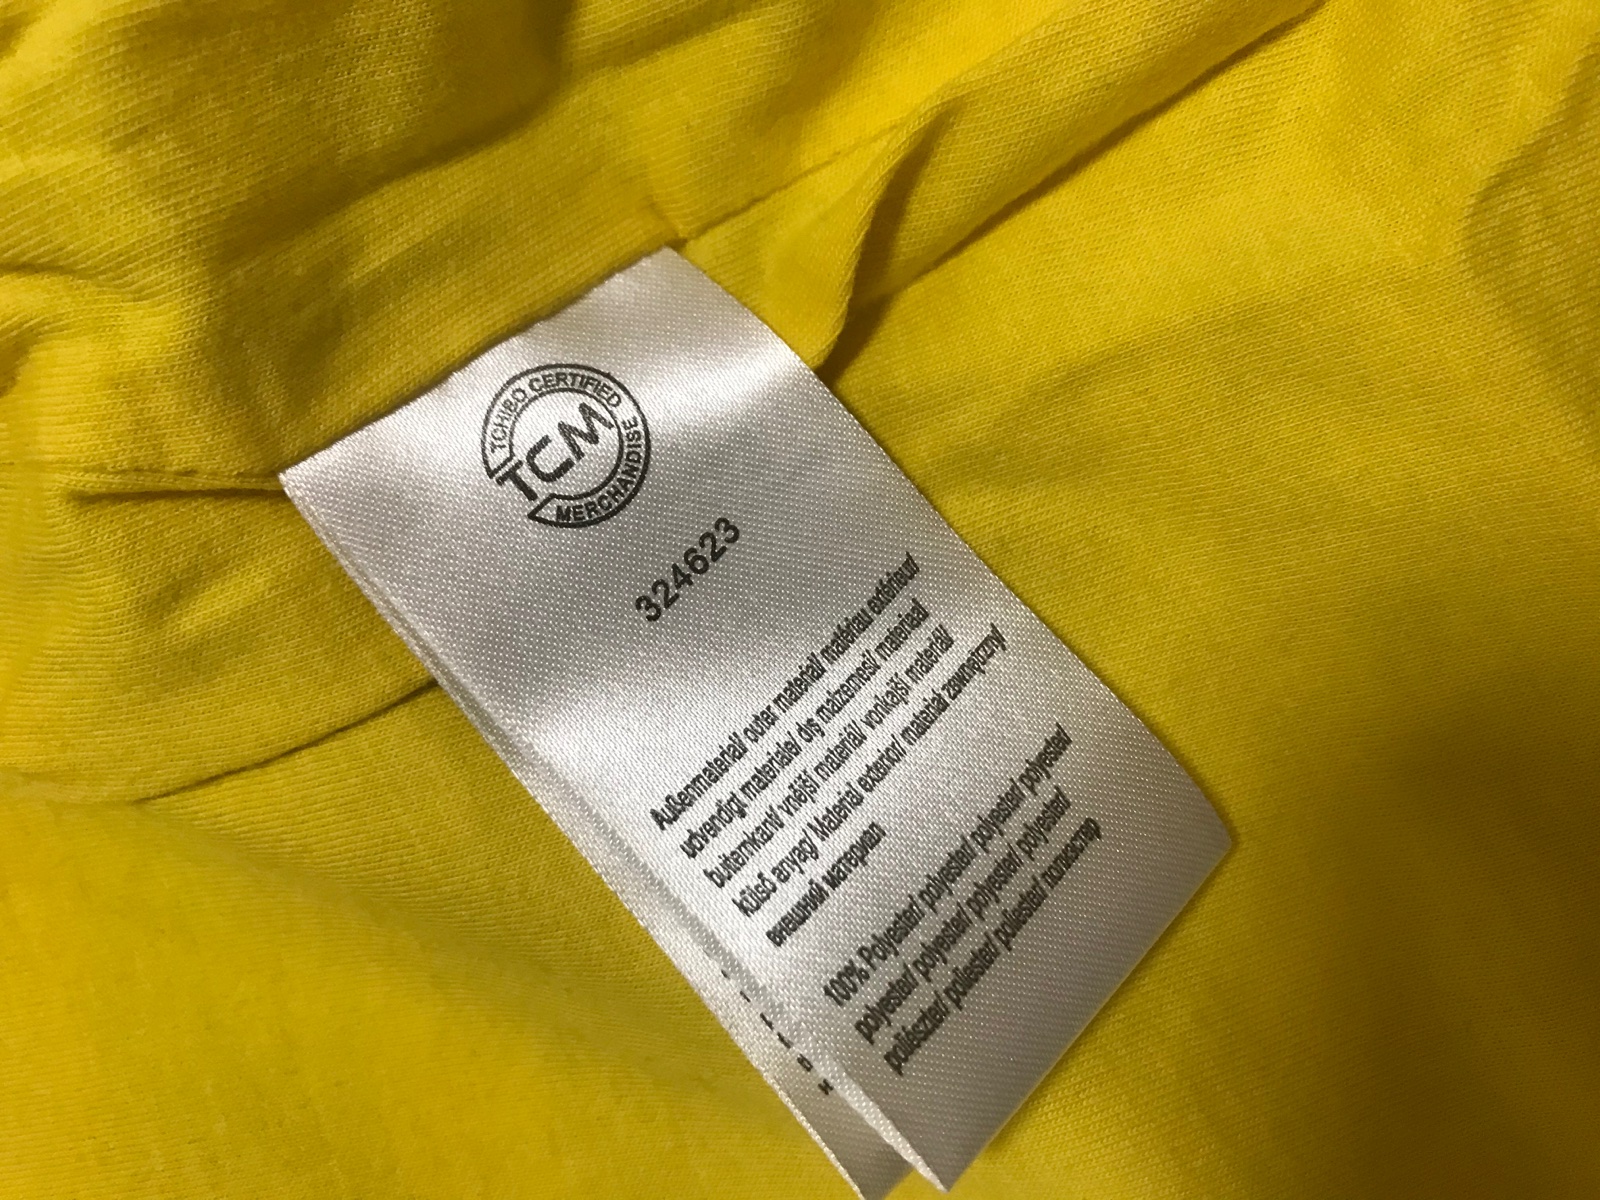 TCHIBO CERTIFIED
TCM
MERCHANDISE
324623
Außenmaterial/ outer material/ matériau extérieur/
udvendigt materiale/ dış malzemesi/ materiaal
buitenkant/ vnější materiál/ vonkajší materiál/
külső anyag/ Material exterior/ materiał zewnętrzny/
внешний материал
100% Polyester/ polyester/ polyester/ polyester/
polyester/ polyester/ polyester/ polyester/
poliészter/ poliester/ poliester/ полиэстер